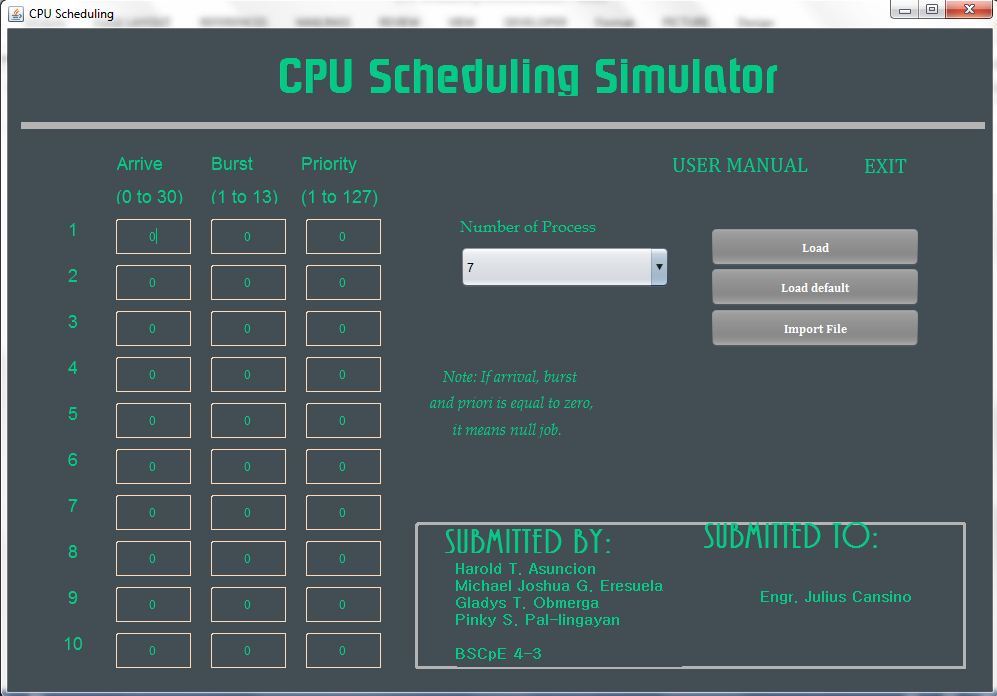 CPU Scheduling
CPU Scheduling Simulator
Arrive Burst Priority
(0 to 30) (1 to 13) (1 to 127)
1 0 0 0
2 0 0 0
3 0 0 0
4 0 0 0
5 0 0 0
6 0 0 0
7 0 0 0
8 0 0 0
9 0 0 0
10 0 0 0
USER MANUAL EXIT
Number of Process
7
Load
Load default
Import File
Note: If arrival, burst
and priori is equal to zero,
it means null job.
SUBMITTED BY:
Harold T. Asuncion
Michael Joshua G. Eresuela
Gladys T. Obmerga
Pinky S. Pal-lingayan
BSCpE 4-3
SUBMITTED TO:
Engr. Julius Cansino